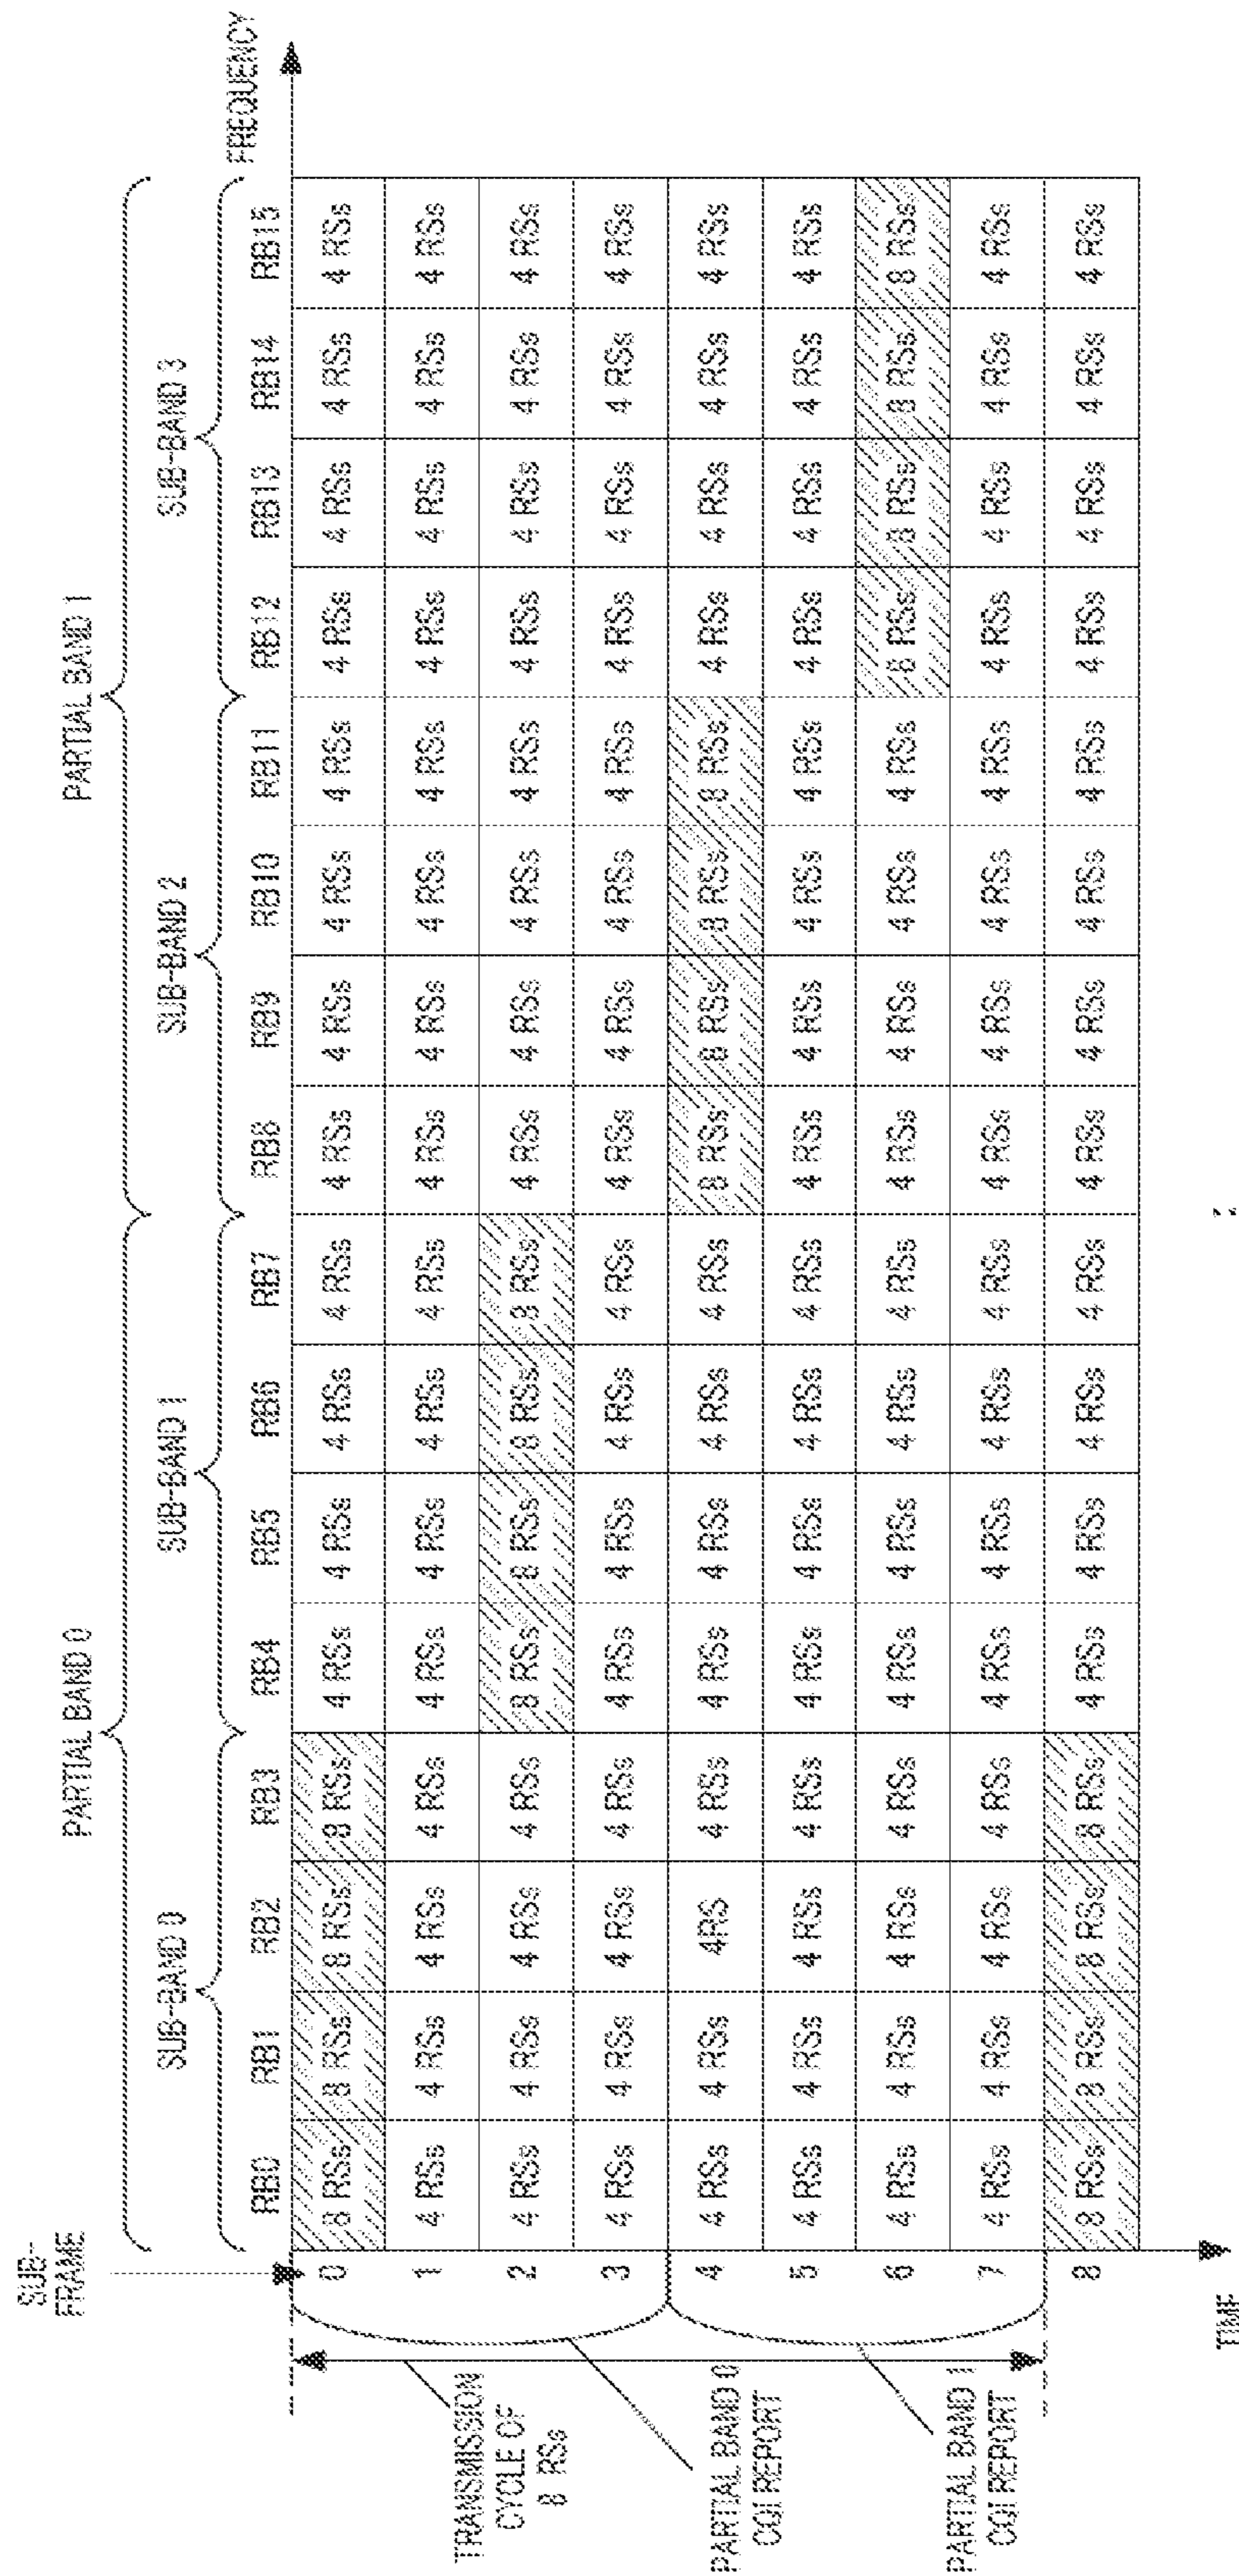 FREQUENCY
PARTIAL BAND 0 PARTIAL BAND 1
SUB-BAND 0 SUB-BAND 1 SUB-BAND 2 SUB-BAND 3
SUB-
FRAME
RB0 RB1 RB2 RB3 RB4 RB5 RB6 RB7 RB8 RB9 RB10 RB11 RB12 RB13 RB14 RB15
0 8 RSs 8 RSs 8 RSs 8 RSs 4 RSs 4 RSs 4 RSs 4 RSs 4 RSs 4 RSs 4 RSs 4 RSs 4 RSs 4 RSs 4 RSs 4 RSs
1 4 RSs 4 RSs 4 RSs 4 RSs 4 RSs 4 RSs 4 RSs 4 RSs 4 RSs 4 RSs 4 RSs 4 RSs 4 RSs 4 RSs 4 RSs 4 RSs
2 4 RSs 4 RSs 4 RSs 4 RSs 8 RSs 8 RSs 8 RSs 8 RSs 4 RSs 4 RSs 4 RSs 4 RSs 4 RSs 4 RSs 4 RSs 4 RSs
3 4 RSs 4 RSs 4 RSs 4 RSs 4 RSs 4 RSs 4 RSs 4 RSs 4 RSs 4 RSs 4 RSs 4 RSs 4 RSs 4 RSs 4 RSs 4 RSs
4 4 RSs 4 RSs 4RS 4 RSs 4 RSs 4 RSs 4 RSs 4 RSs 8 RSs 8 RSs 8 RSs 8 RSs 4 RSs 4 RSs 4 RSs 4 RSs
5 4 RSs 4 RSs 4 RSs 4 RSs 4 RSs 4 RSs 4 RSs 4 RSs 4 RSs 4 RSs 4 RSs 4 RSs 4 RSs 4 RSs 4 RSs 4 RSs
6 4 RSs 4 RSs 4 RSs 4 RSs 4 RSs 4 RSs 4 RSs 4 RSs 4 RSs 4 RSs 4 RSs 4 RSs 8 RSs 8 RSs 8 RSs 8 RSs
7 4 RSs 4 RSs 4 RSs 4 RSs 4 RSs 4 RSs 4 RSs 4 RSs 4 RSs 4 RSs 4 RSs 4 RSs 4 RSs 4 RSs 4 RSs 4 RSs
8 8 RSs 8 RSs 8 RSs 8 RSs 4 RSs 4 RSs 4 RSs 4 RSs 4 RSs 4 RSs 4 RSs 4 RSs 4 RSs 4 RSs 4 RSs 4 RSs
TRANSMISSION
CYCLE OF
8 RSs
PARTIAL BAND 0
CQI REPORT
PARTIAL BAND 1
CQI REPORT
TIME